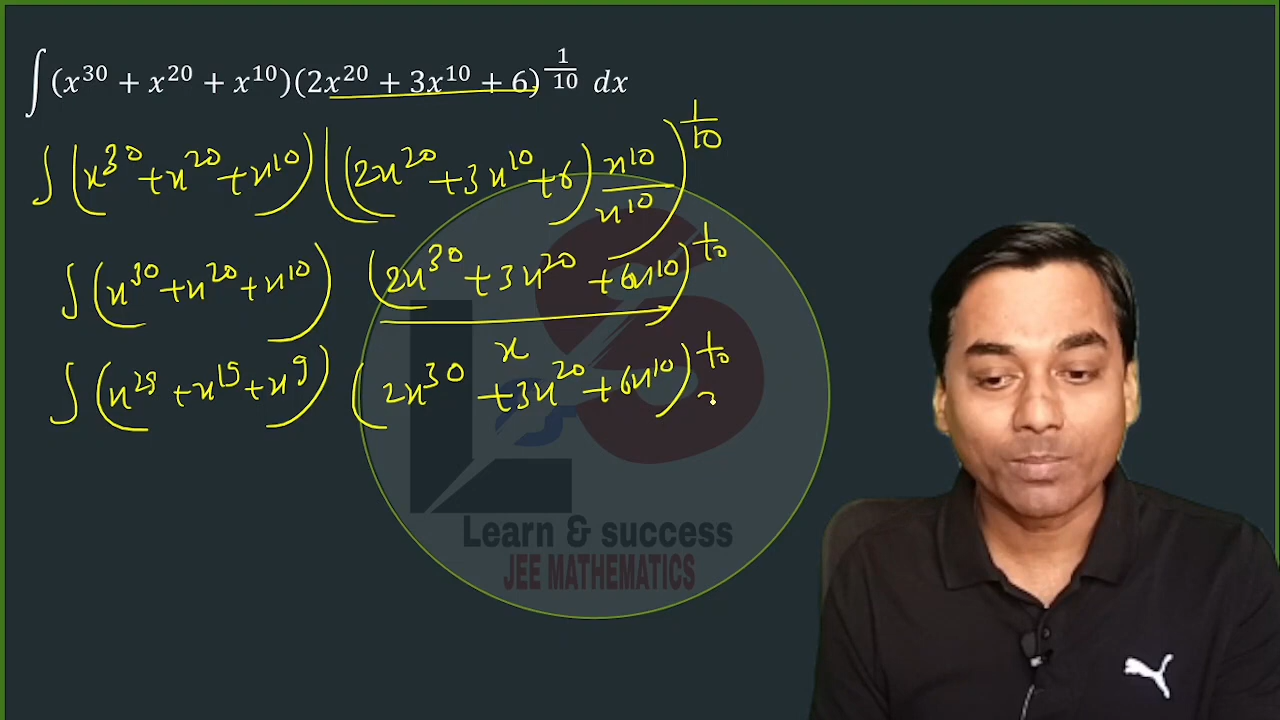 ∫(x³⁰ + x²⁰ + x¹⁰)(2x²⁰ + 3x¹⁰ + 6)^(1/10) dx
∫(x³⁰ + x²⁰ + x¹⁰)((2x²⁰ + 3x¹⁰ + 6) x¹⁰/x¹⁰)^(1/10)
∫(x³⁰ + x²⁰ + x¹⁰) (2x³⁰ + 3x²⁰ + 6x¹⁰)^(1/10) / x
∫(x²⁹ + x¹⁹ + x⁹) (2x³⁰ + 3x²⁰ + 6x¹⁰)^(1/10)
LS
Learn & success
JEE MATHEMATICS